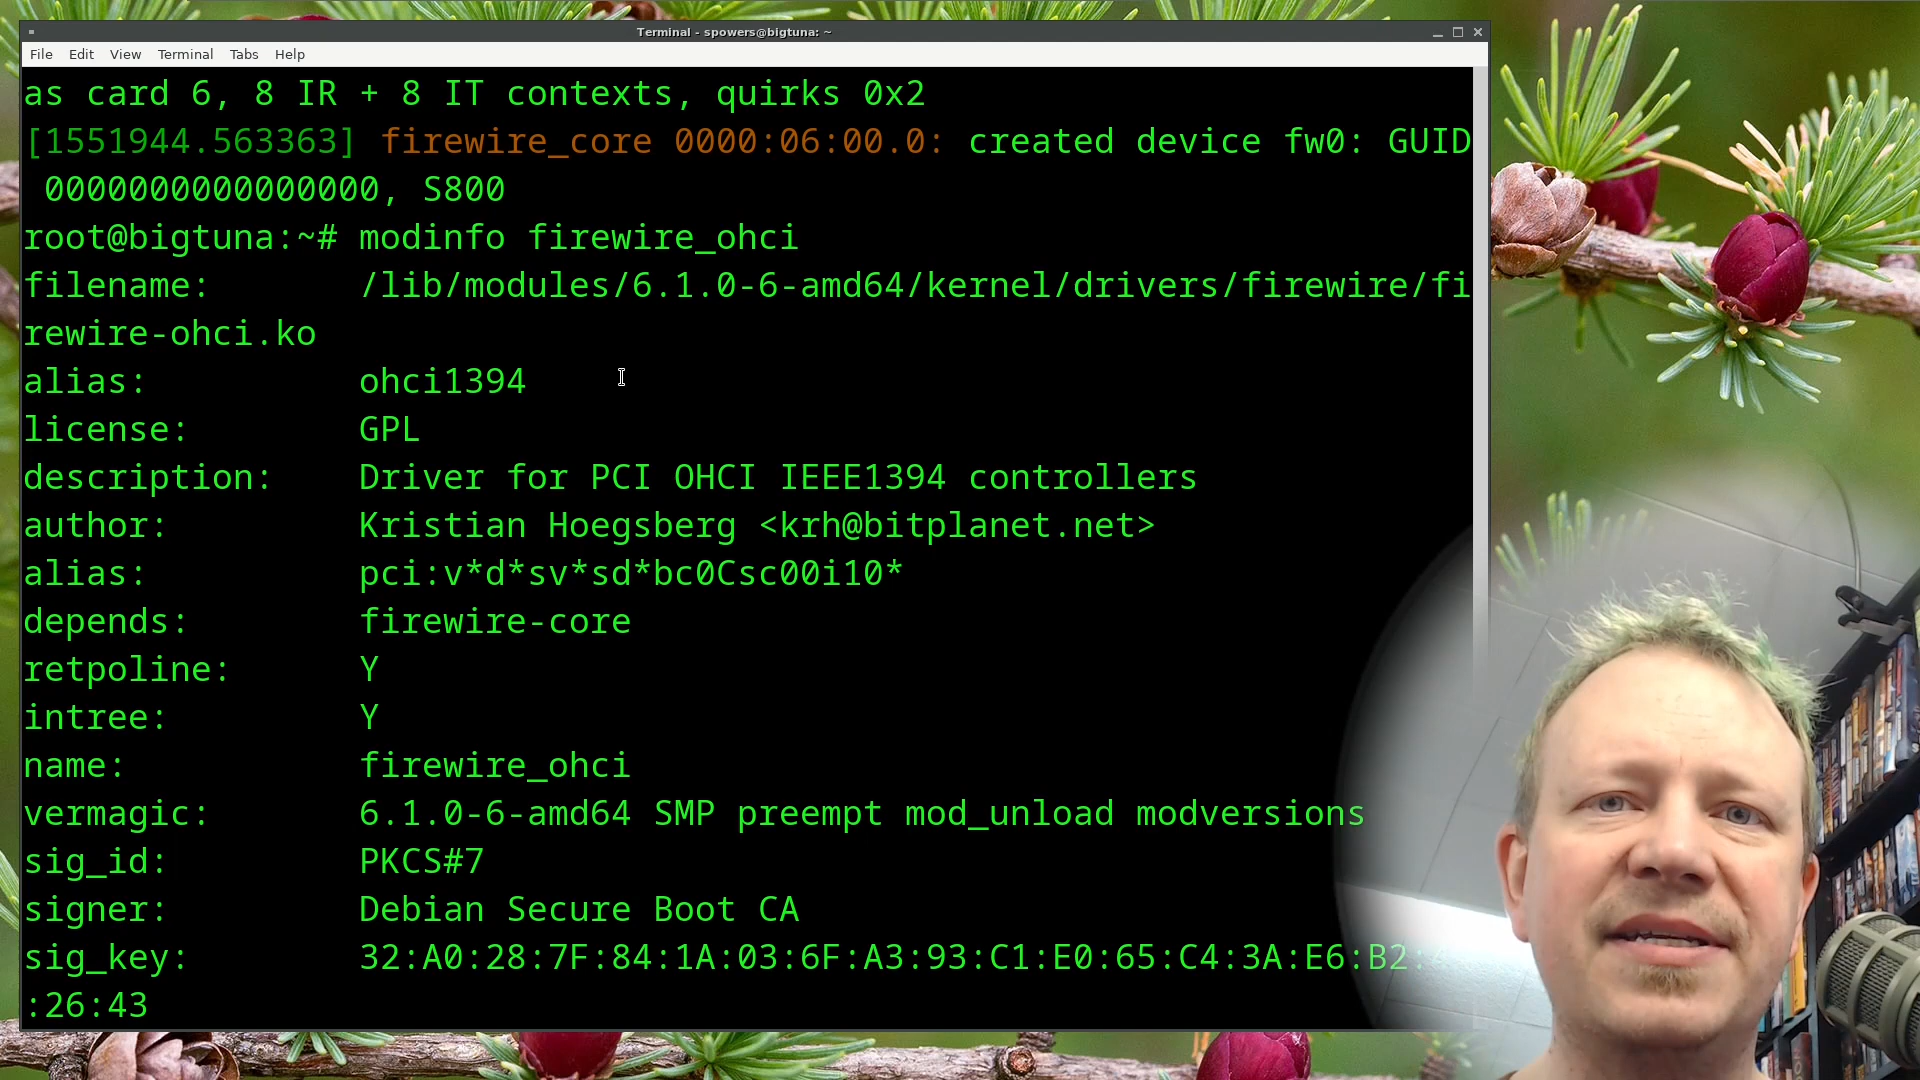 Terminal - spowers@bigtuna: ~
File Edit View Terminal Tabs Help
as card 6, 8 IR + 8 IT contexts, quirks 0x2
[1551944.563363] firewire_core 0000:06:00.0: created device fw0: GUID
0000000000000000, S800
root@bigtuna:~# modinfo firewire_ohci
filename: /lib/modules/6.1.0-6-amd64/kernel/drivers/firewire/fi
rewire-ohci.ko
alias: ohci1394
license: GPL
description: Driver for PCI OHCI IEEE1394 controllers
author: Kristian Hoegsberg <krh@bitplanet.net>
alias: pci:v*d*sv*sd*bc0Csc00i10*
depends: firewire-core
retpoline: Y
intree: Y
name: firewire_ohci
vermagic: 6.1.0-6-amd64 SMP preempt mod_unload modversions
sig_id: PKCS#7
signer: Debian Secure Boot CA
sig_key: 32:A0:28:7F:84:1A:03:6F:A3:93:C1:E0:65:C4:3A:E6:B2:
:26:43